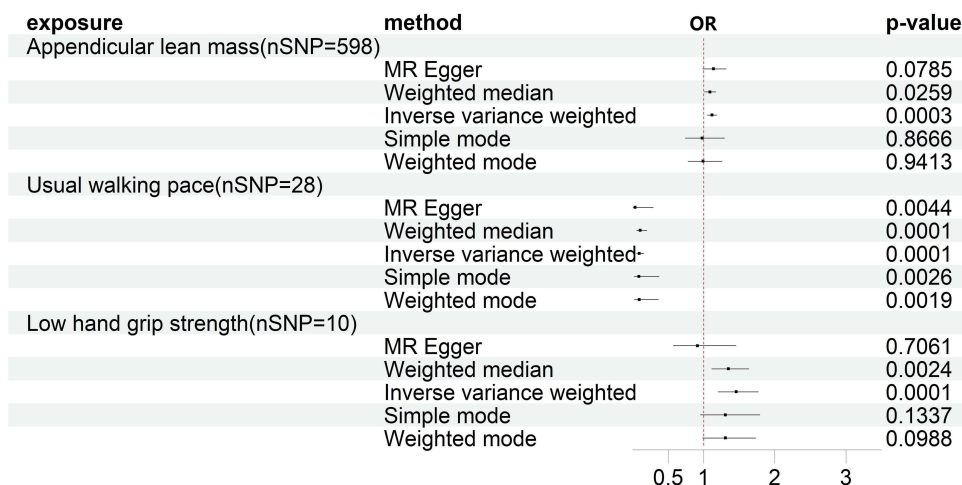 exposure method OR p-value
Appendicular lean mass(nSNP=598)
MR Egger 0.0785
Weighted median 0.0259
Inverse variance weighted 0.0003
Simple mode 0.8666
Weighted mode 0.9413
Usual walking pace(nSNP=28)
MR Egger 0.0044
Weighted median 0.0001
Inverse variance weighted 0.0001
Simple mode 0.0026
Weighted mode 0.0019
Low hand grip strength(nSNP=10)
MR Egger 0.7061
Weighted median 0.0024
Inverse variance weighted 0.0001
Simple mode 0.1337
Weighted mode 0.0988
0.5 1 2 3